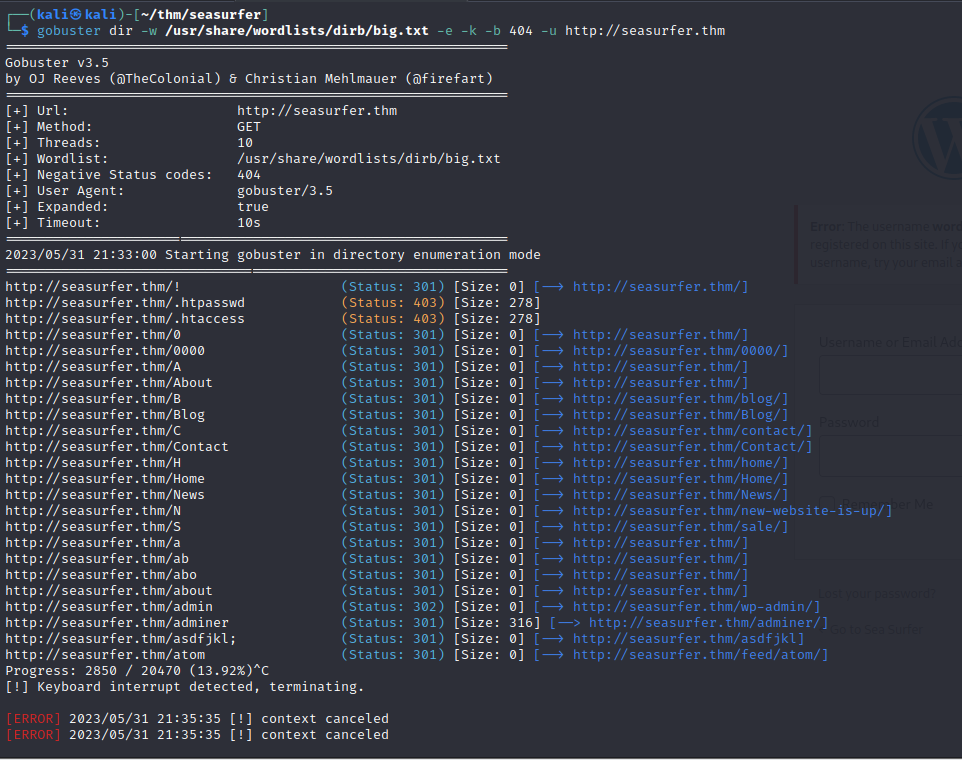 ┌──(kali㉿kali)-[~/thm/seasurfer]
└─$ gobuster dir -w /usr/share/wordlists/dirb/big.txt -e -k -b 404 -u http://seasurfer.thm
===============================================================
Gobuster v3.5
by OJ Reeves (@TheColonial) & Christian Mehlmauer (@firefart)
===============================================================
[+] Url:                     http://seasurfer.thm
[+] Method:                  GET
[+] Threads:                 10
[+] Wordlist:                /usr/share/wordlists/dirb/big.txt
[+] Negative Status codes:   404
[+] User Agent:              gobuster/3.5
[+] Expanded:                true
[+] Timeout:                 10s
===============================================================
2023/05/31 21:33:00 Starting gobuster in directory enumeration mode
===============================================================
http://seasurfer.thm/!                    (Status: 301) [Size: 0] [--> http://seasurfer.thm/]
http://seasurfer.thm/.htpasswd            (Status: 403) [Size: 278]
http://seasurfer.thm/.htaccess            (Status: 403) [Size: 278]
http://seasurfer.thm/0                    (Status: 301) [Size: 0] [--> http://seasurfer.thm/]
http://seasurfer.thm/0000                 (Status: 301) [Size: 0] [--> http://seasurfer.thm/0000/]
http://seasurfer.thm/A                    (Status: 301) [Size: 0] [--> http://seasurfer.thm/]
http://seasurfer.thm/About                (Status: 301) [Size: 0] [--> http://seasurfer.thm/]
http://seasurfer.thm/B                    (Status: 301) [Size: 0] [--> http://seasurfer.thm/blog/]
http://seasurfer.thm/Blog                 (Status: 301) [Size: 0] [--> http://seasurfer.thm/Blog/]
http://seasurfer.thm/C                    (Status: 301) [Size: 0] [--> http://seasurfer.thm/contact/]
http://seasurfer.thm/Contact              (Status: 301) [Size: 0] [--> http://seasurfer.thm/Contact/]
http://seasurfer.thm/H                    (Status: 301) [Size: 0] [--> http://seasurfer.thm/home/]
http://seasurfer.thm/Home                 (Status: 301) [Size: 0] [--> http://seasurfer.thm/Home/]
http://seasurfer.thm/News                 (Status: 301) [Size: 0] [--> http://seasurfer.thm/News/]
http://seasurfer.thm/N                    (Status: 301) [Size: 0] [--> http://seasurfer.thm/new-website-is-up/]
http://seasurfer.thm/S                    (Status: 301) [Size: 0] [--> http://seasurfer.thm/sale/]
http://seasurfer.thm/a                    (Status: 301) [Size: 0] [--> http://seasurfer.thm/]
http://seasurfer.thm/ab                   (Status: 301) [Size: 0] [--> http://seasurfer.thm/]
http://seasurfer.thm/abo                  (Status: 301) [Size: 0] [--> http://seasurfer.thm/]
http://seasurfer.thm/about                (Status: 301) [Size: 0] [--> http://seasurfer.thm/]
http://seasurfer.thm/admin                (Status: 302) [Size: 0] [--> http://seasurfer.thm/wp-admin/]
http://seasurfer.thm/adminer              (Status: 301) [Size: 316] [--> http://seasurfer.thm/adminer/]
http://seasurfer.thm/asdfjkl;             (Status: 301) [Size: 0] [--> http://seasurfer.thm/asdfjkl]
http://seasurfer.thm/atom                 (Status: 301) [Size: 0] [--> http://seasurfer.thm/feed/atom/]
Progress: 2850 / 20470 (13.92%)^C
[!] Keyboard interrupt detected, terminating.
[ERROR] 2023/05/31 21:35:35 [!] context canceled
[ERROR] 2023/05/31 21:35:35 [!] context canceled
Error: The username
registered on this site. If
username, try your email
Username or Email
Password
Me
Lost your password?